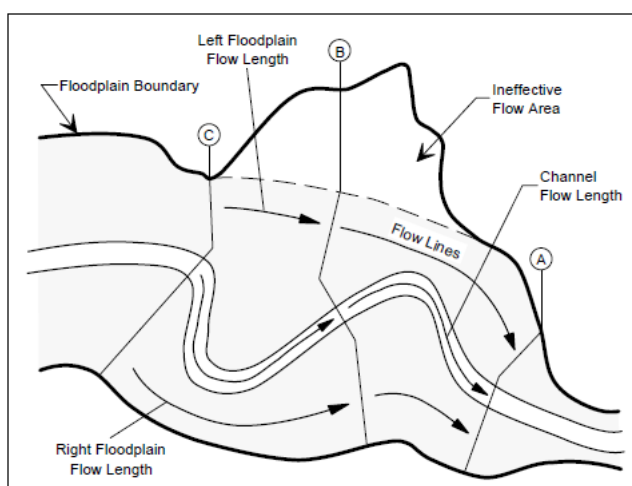 Left Floodplain
Flow Length
B
Floodplain Boundary
Ineffective
Flow Area
C
Channel
Flow Length
Flow Lines
A
Right Floodplain
Flow Length